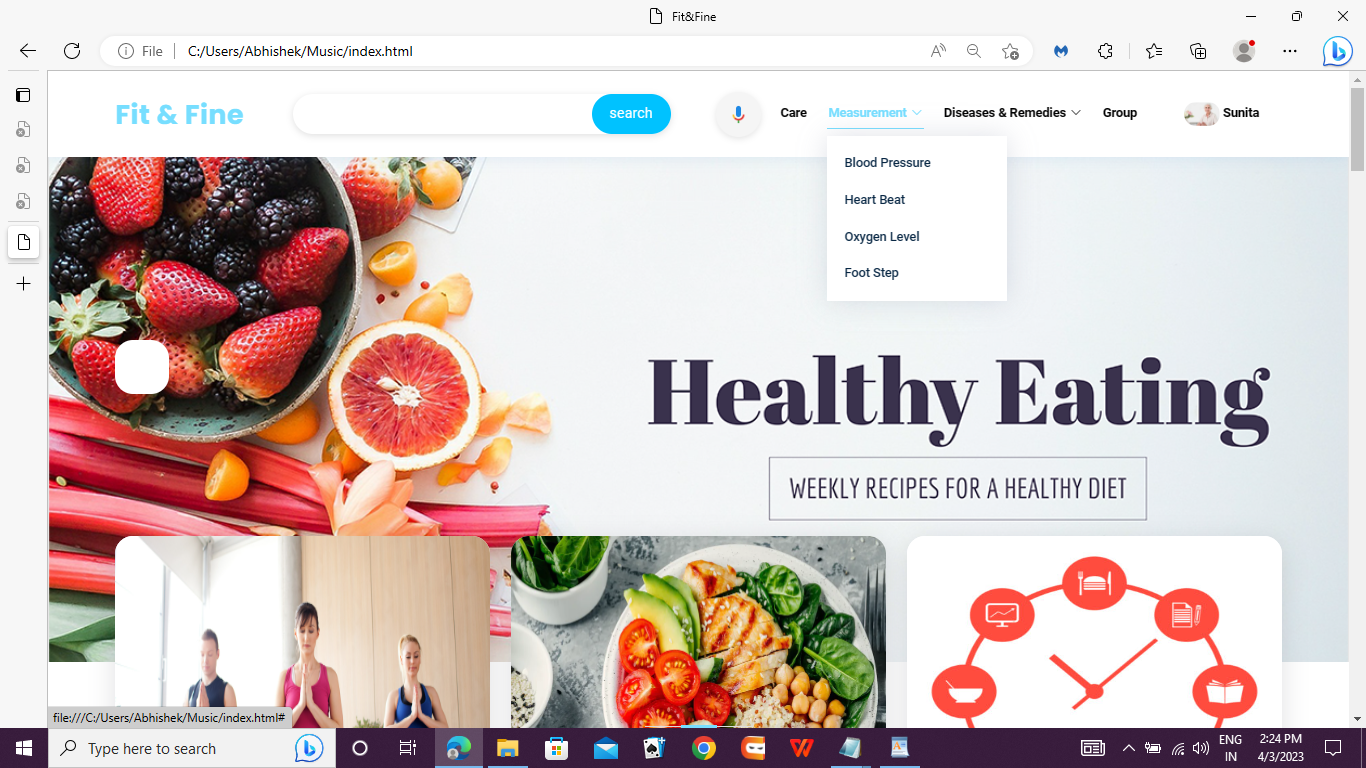 Fit&Fine
File
C:/Users/Abhishek/Music/index.html
Fit & Fine
search
Care
Measurement
Diseases & Remedies
Group
Sunita
Blood Pressure
Heart Beat
Oxygen Level
Foot Step
Healthy Eating
WEEKLY RECIPES FOR A HEALTHY DIET
file:///C:/Users/Abhishek/Music/index.html#
Type here to search
ENG
IN
2:24 PM
4/3/2023